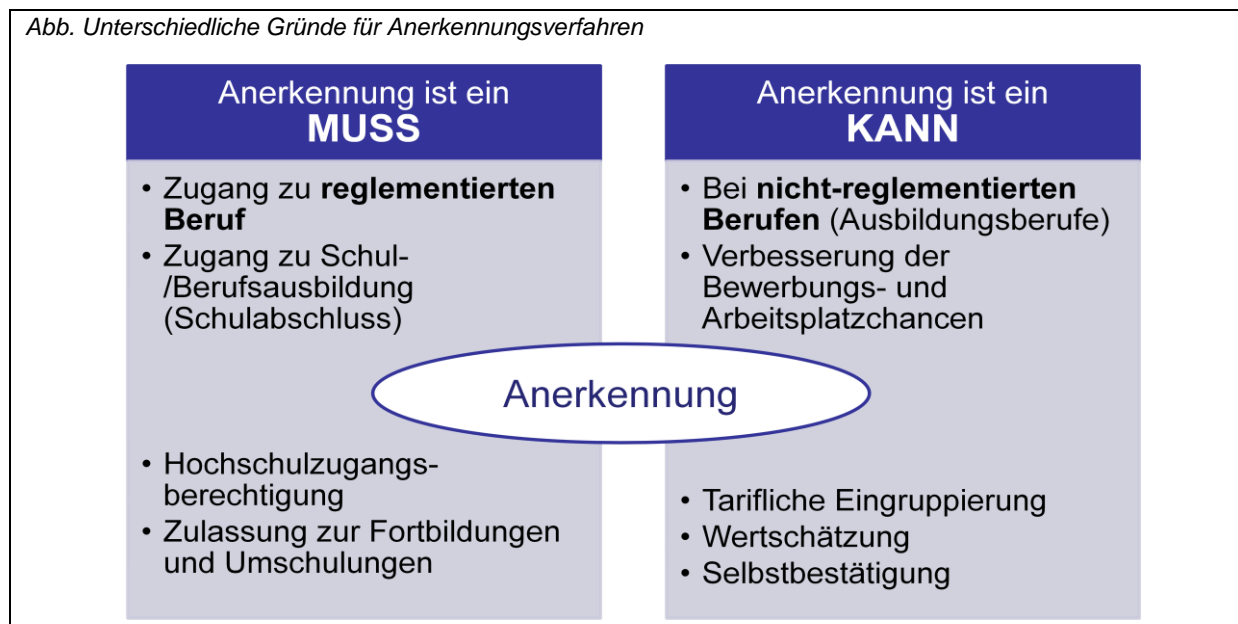 Abb. Unterschiedliche Gründe für Anerkennungsverfahren
Anerkennung ist ein
MUSS
• Zugang zu reglementierten
Beruf
• Zugang zu Schul-
/Berufsausbildung
(Schulabschluss)
• Hochschulzugangs-
berechtigung
• Zulassung zur Fortbildungen
und Umschulungen
Anerkennung
Anerkennung ist ein
KANN
• Bei nicht-reglementierten
Berufen (Ausbildungsberufe)
• Verbesserung der
Bewerbungs- und
Arbeitsplatzchancen
• Tarifliche Eingruppierung
• Wertschätzung
• Selbstbestätigung